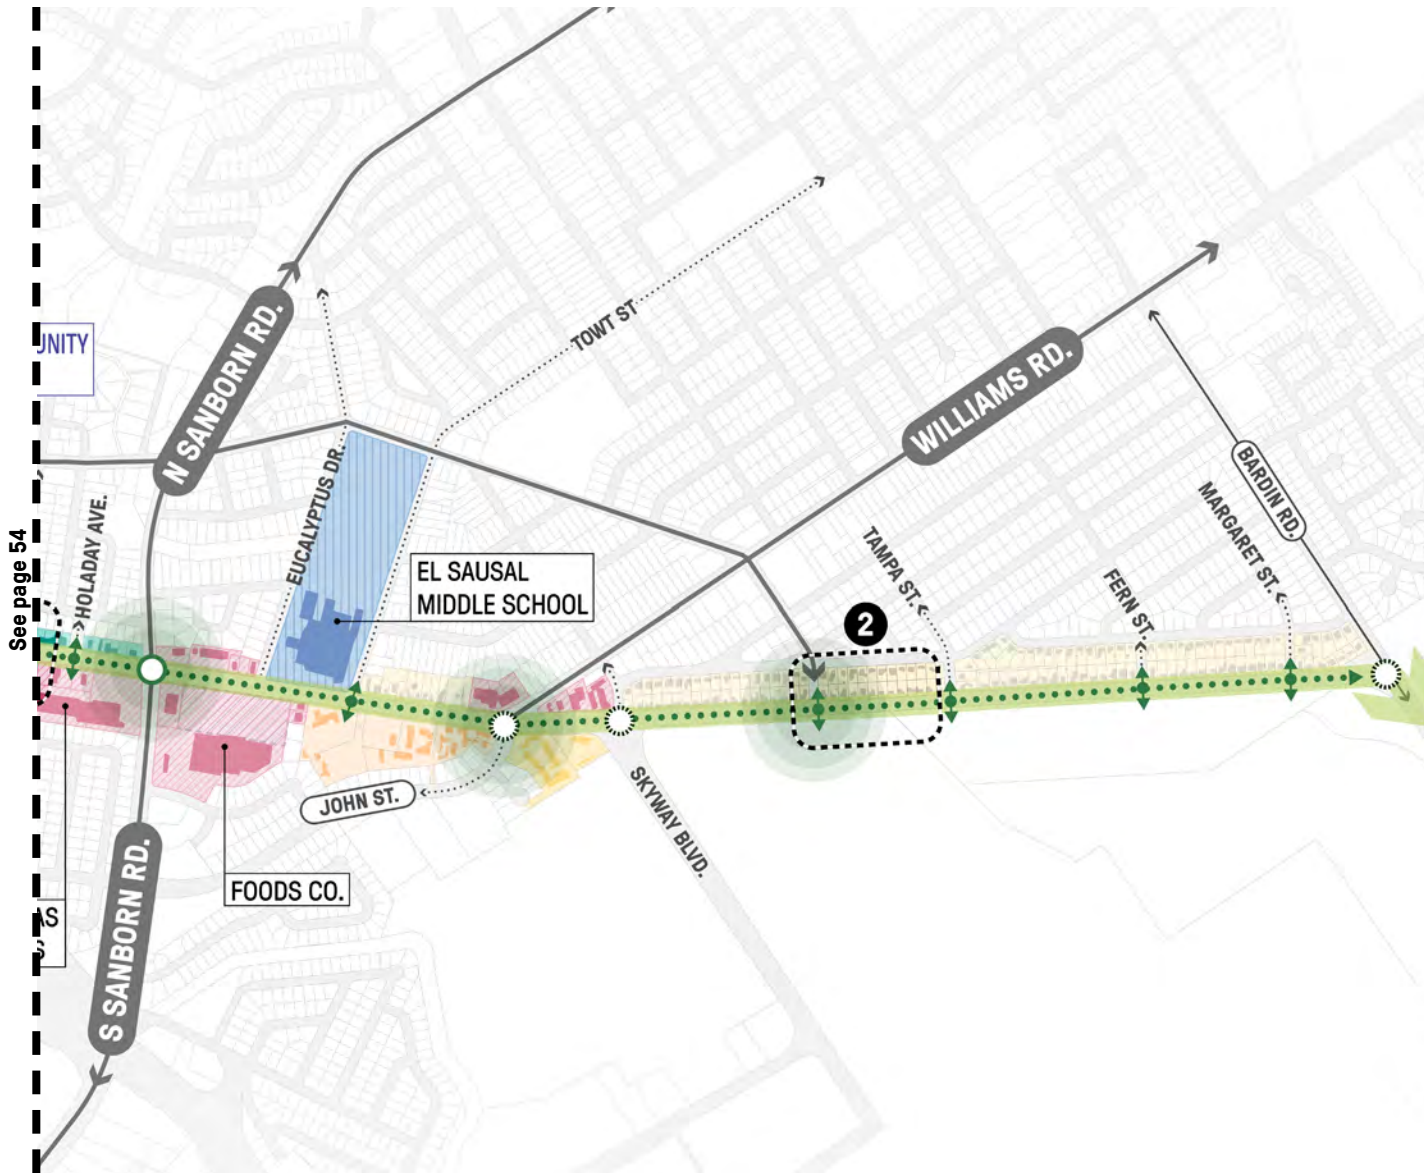 UNITY
N SANBORN RD.
TOWT ST
WILLIAMS RD.
BARDIN RD.
MARGARET ST.
See page 54
HOLADAY AVE.
EUCALYPTUS DR.
EL SAUSAL
MIDDLE SCHOOL
TAMPA ST.
FERN ST.
2
JOHN ST.
SKYWAY BLVD.
FOODS CO.
AS
S
S SANBORN RD.